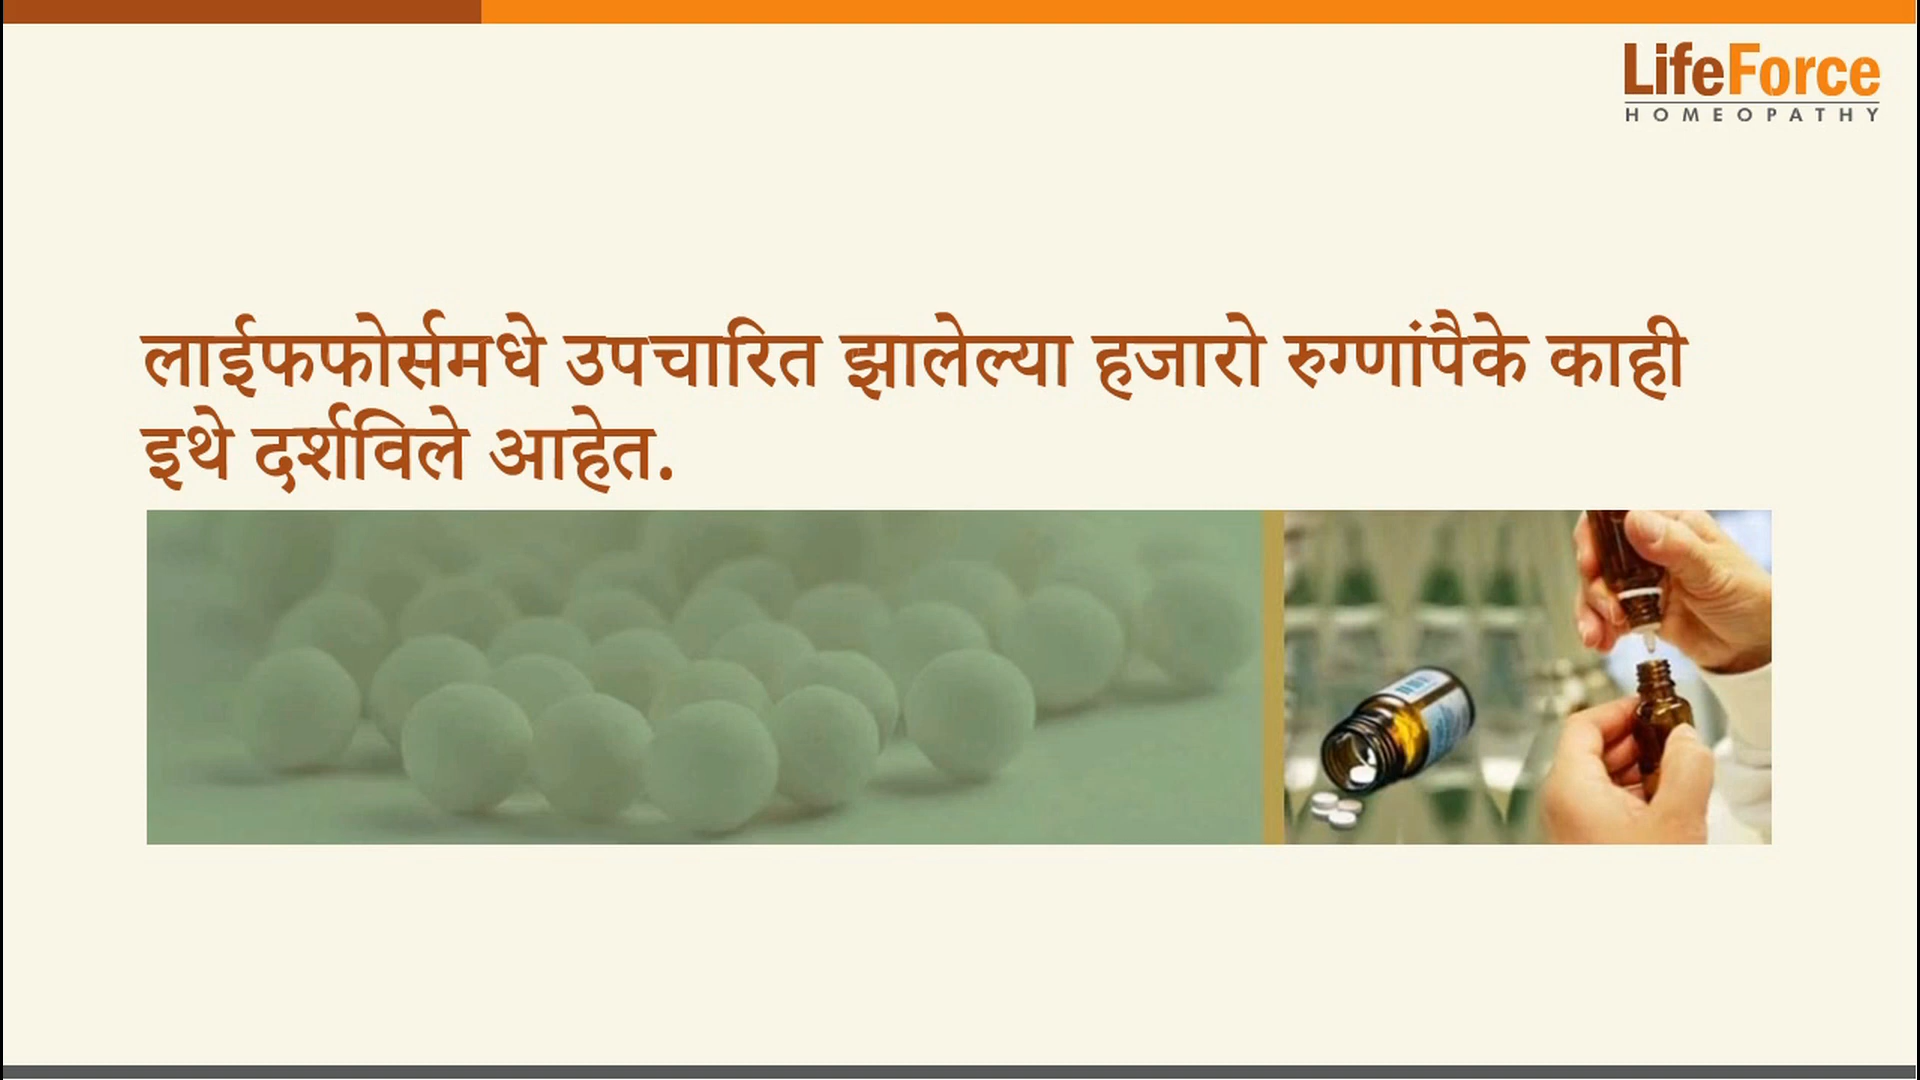 LifeForce
HOMEOPATHY
लाईफफोर्समधे उपचारित झालेल्या हजारो रुग्णांपैके काही
इथे दर्शविले आहेत.